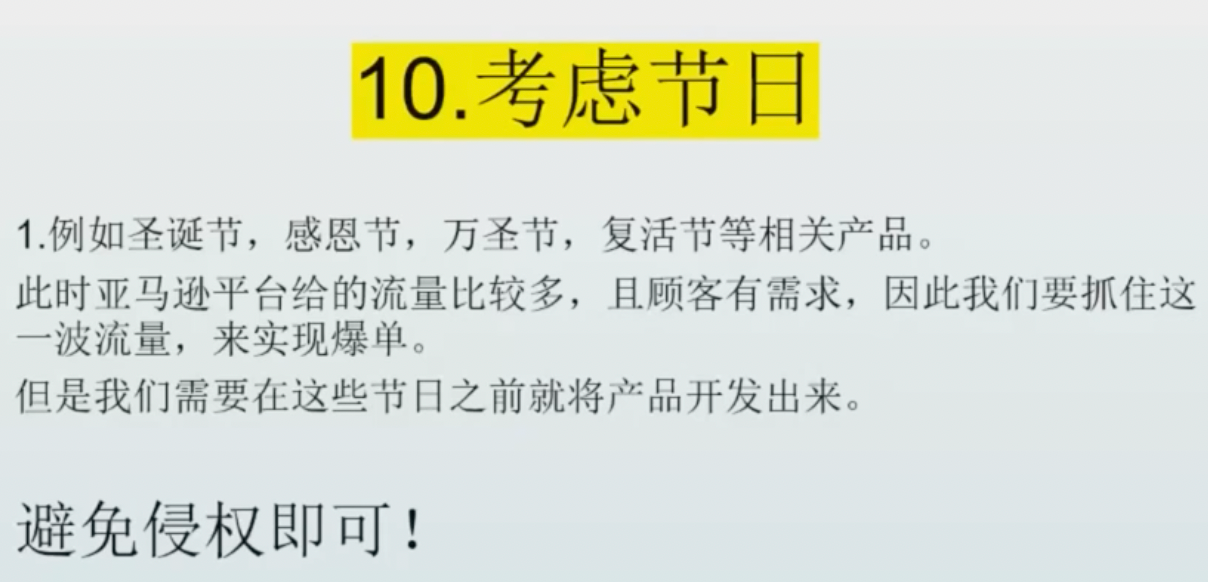 10.考虑节日
1.例如圣诞节，感恩节，万圣节，复活节等相关产品。
此时亚马逊平台给的流量比较多，且顾客有需求，因此我们要抓住这
一波流量，来实现爆单。
但是我们需要在这些节日之前就将产品开发出来。
避免侵权即可！